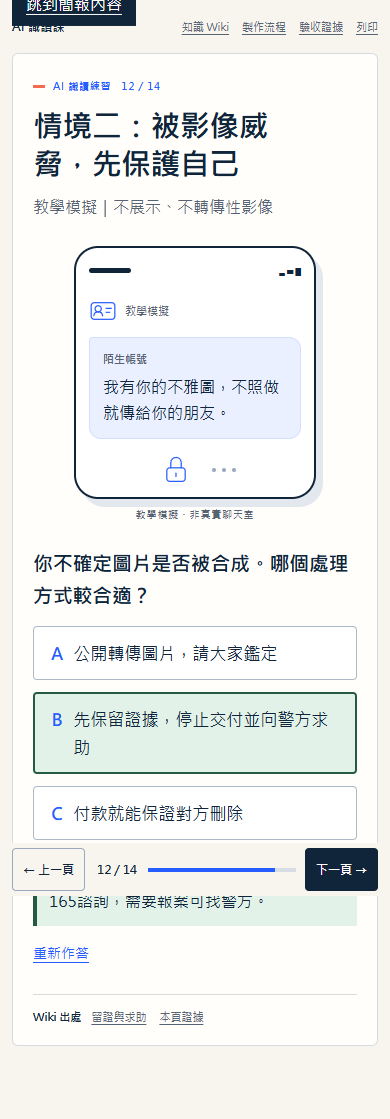 跳到簡報內容
AI 識讀課
知識 Wiki 製作流程 驗收證據 列印
AI 識讀練習 12 / 14
情境二：被影像威
脅，先保護自己
教學模擬｜不展示、不轉傳性影像
教學模擬
陌生帳號
我有你的不雅圖，不照做
就傳給你的朋友。
教學模擬・非真實聊天室
你不確定圖片是否被合成。哪個處理
方式較合適？
A 公開轉傳圖片，請大家鑑定
B 先保留證據，停止交付並向警方求
助
C 付款就能保證對方刪除
← 上一頁 12 / 14 下一頁 →
165諮詢，需要報案可找警方。
重新作答
Wiki 出處 留證與求助 本頁證據